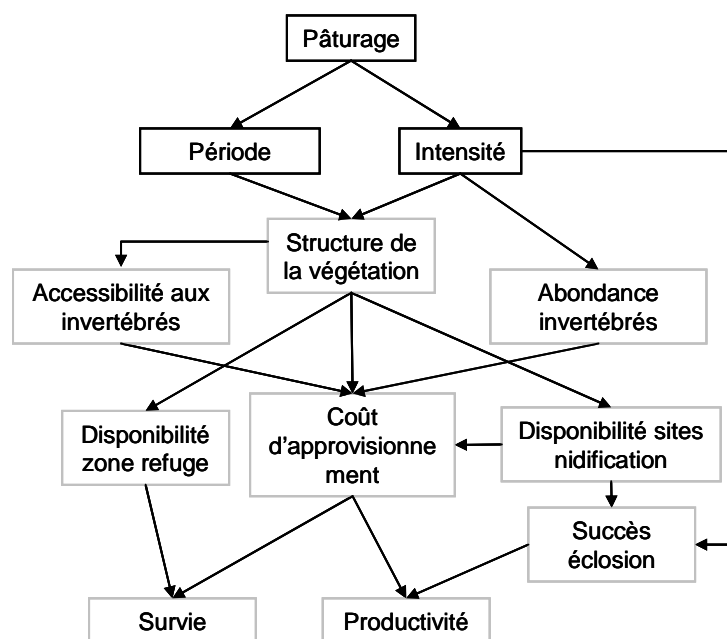 Pâturage
Période
Intensité
Structure de
la végétation
Accessibilité aux
invertébrés
Abondance
invertébrés
Disponibilité
zone refuge
Coût
d'approvisionne
ment
Disponibilité sites
nidification
Succès
éclosion
Survie
Productivité